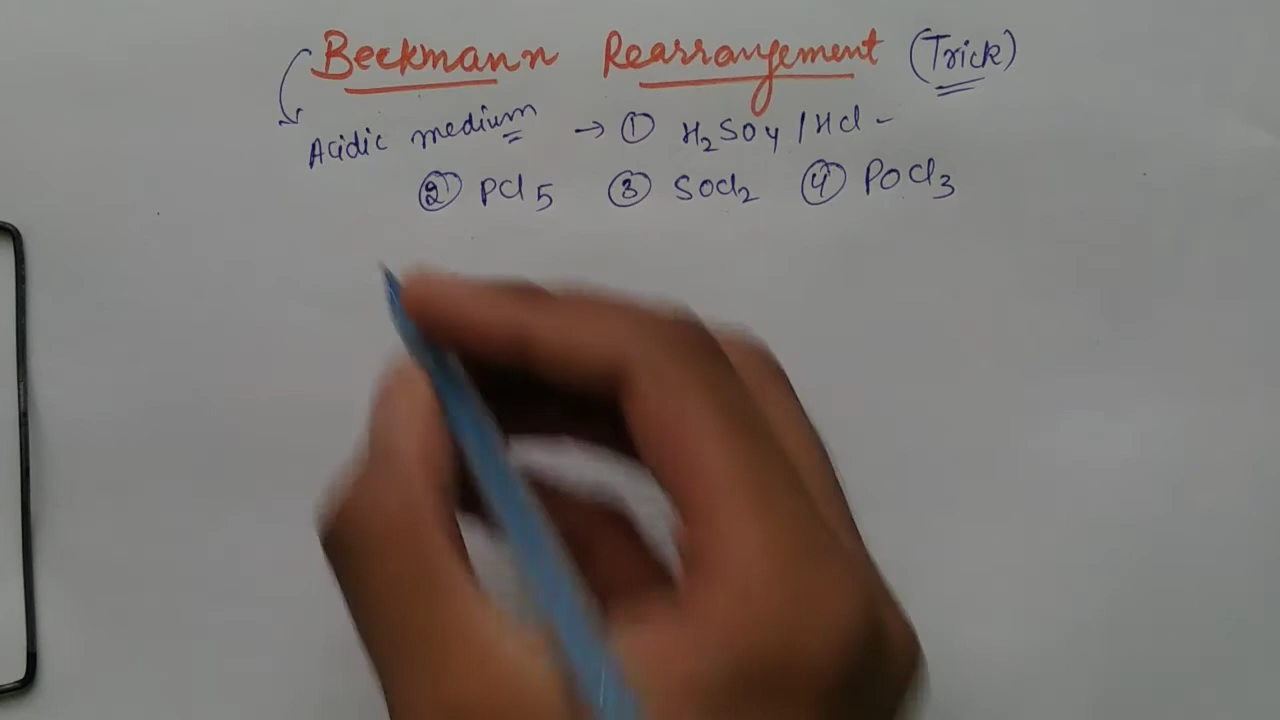 Beckmann Rearrangement (Trick)
Acidic medium → ① H₂SO₄ / HCl -
② PCl₅ ③ SOCl₂ ④ POCl₃